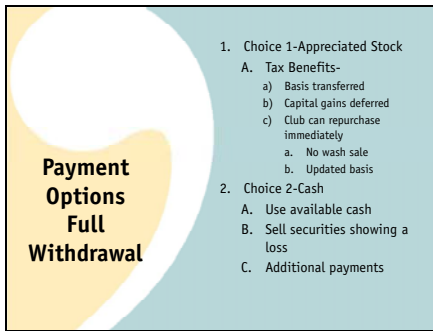 Payment
Options
Full
Withdrawal
1. Choice 1-Appreciated Stock
A. Tax Benefits-
a) Basis transferred
b) Capital gains deferred
c) Club can repurchase
immediately
a. No wash sale
b. Updated basis
2. Choice 2-Cash
A. Use available cash
B. Sell securities showing a
loss
C. Additional payments